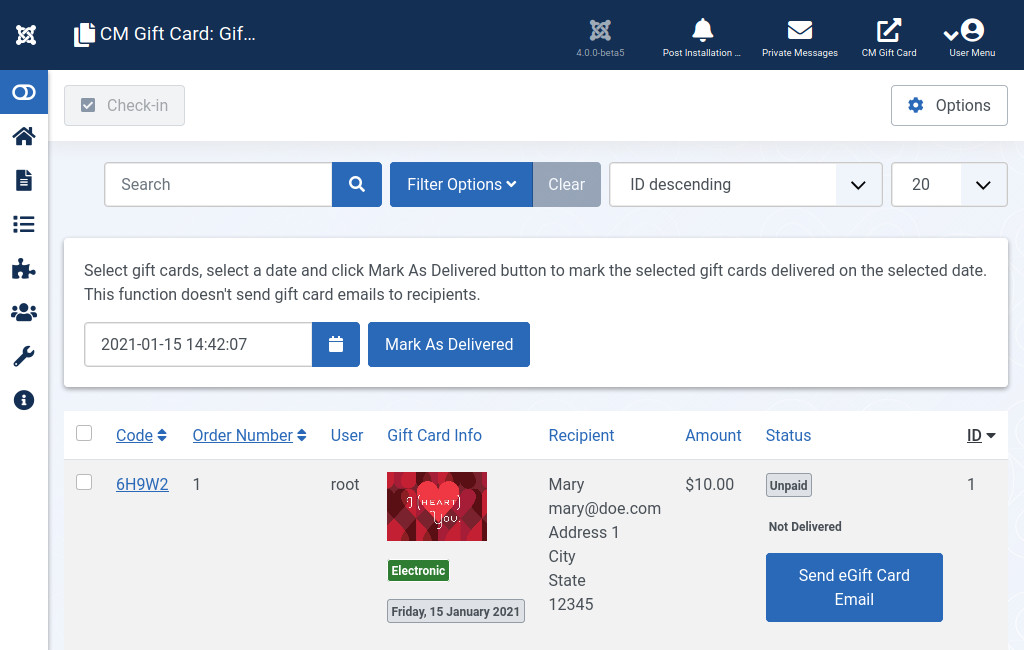 CM Gift Card: Gif...
4.0.0-beta5
Post Installation ...
Private Messages
CM Gift Card
User Menu
Check-in
Options
Search
Filter Options
Clear
ID descending
20
Select gift cards, select a date and click Mark As Delivered button to mark the selected gift cards delivered on the selected date.
This function doesn't send gift card emails to recipients.
2021-01-15 14:42:07
Mark As Delivered
Code
Order Number
User
Gift Card Info
Recipient
Amount
Status
ID
6H9W2
1
root
I (HEART)
You.
Electronic
Friday, 15 January 2021
Mary
mary@doe.com
Address 1
City
State
12345
$10.00
Unpaid
Not Delivered
Send eGift Card
Email
1